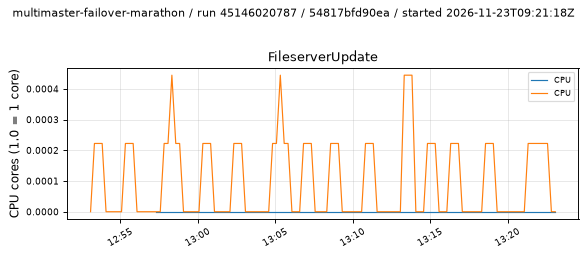 multimaster-failover-marathon / run 45146020787 / 54817bfd90ea / started 2026-11-23T09:21:18Z
FileserverUpdate
CPU cores (1.0 = 1 core)
0.0004
0.0003
0.0002
0.0001
0.0000
CPU
CPU
12:55
13:00
13:05
13:10
13:15
13:20